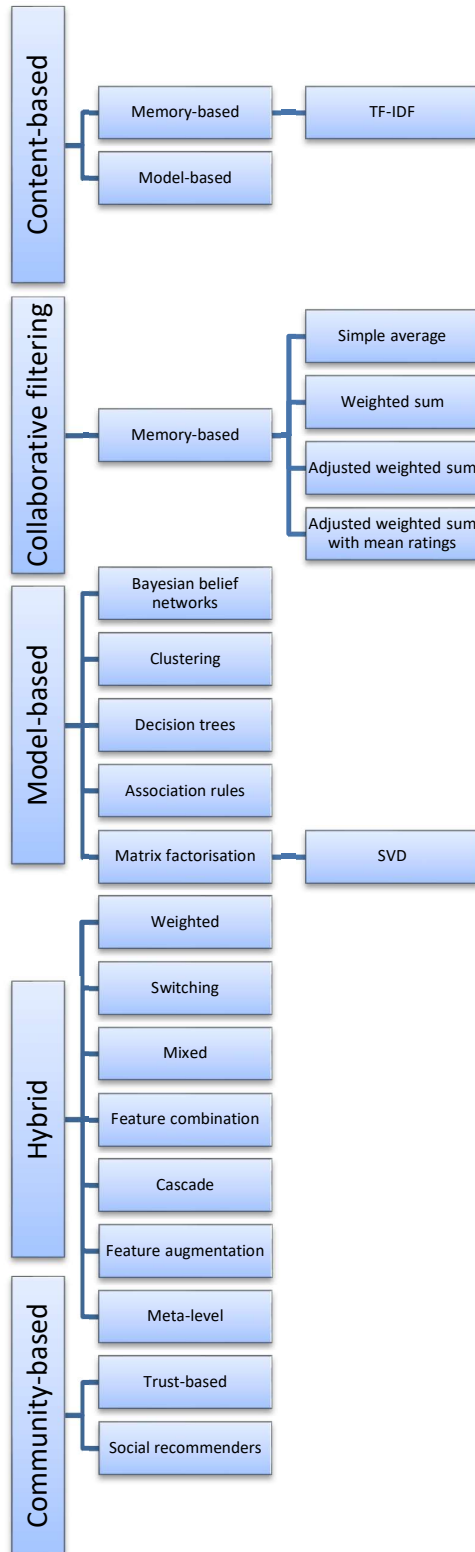 Content-based
Memory-based
TF-IDF
Model-based
Collaborative filtering
Memory-based
Simple average
Weighted sum
Adjusted weighted sum
Adjusted weighted sum
with mean ratings
Model-based
Bayesian belief
networks
Clustering
Decision trees
Association rules
Matrix factorisation
SVD
Hybrid
Weighted
Switching
Mixed
Feature combination
Cascade
Feature augmentation
Meta-level
Community-based
Trust-based
Social recommenders